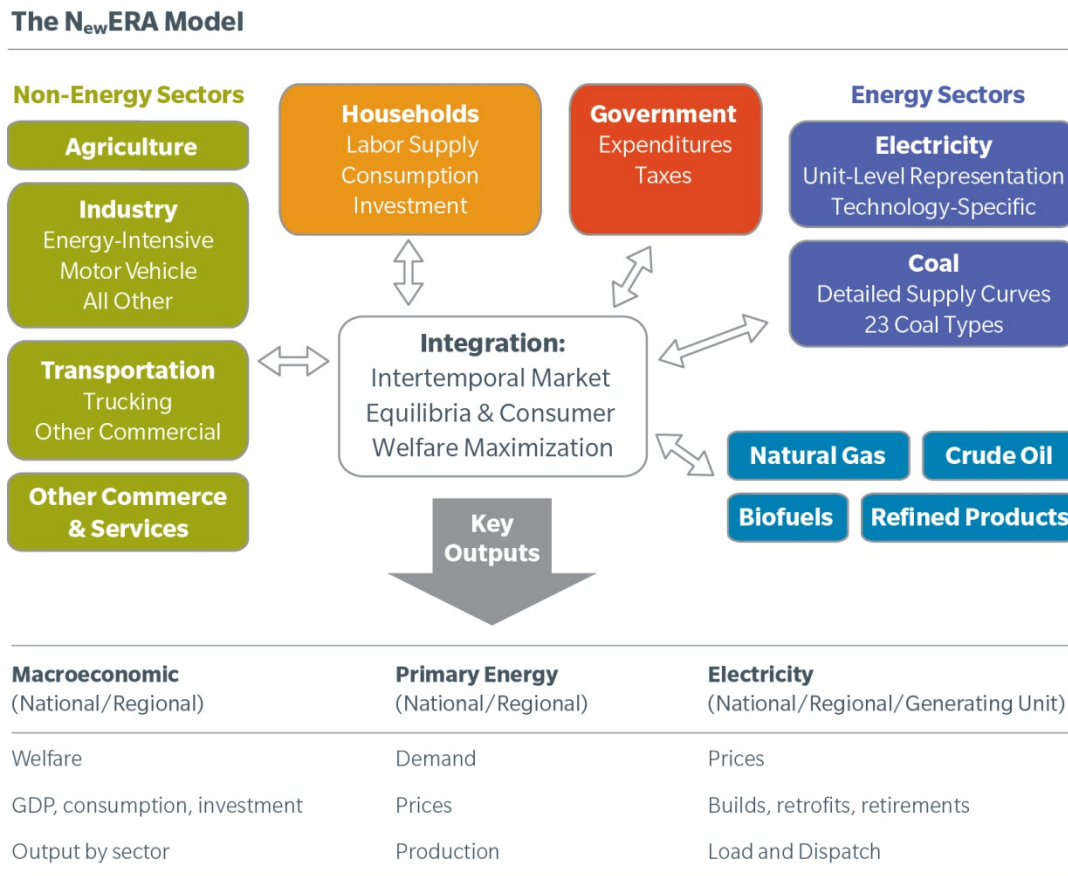 The NewERA Model
Non-Energy Sectors
Agriculture
Industry
Energy-Intensive
Motor Vehicle
All Other
Transportation
Trucking
Other Commercial
Other Commerce
& Services
Households
Labor Supply
Consumption
Investment
Government
Expenditures
Taxes
Energy Sectors
Electricity
Unit-Level Representation
Technology-Specific
Coal
Detailed Supply Curves
23 Coal Types
Integration:
Intertemporal Market
Equilibria & Consumer
Welfare Maximization
Natural Gas
Crude Oil
Biofuels
Refined Products
Key
Outputs
Macroeconomic
(National/Regional)
Welfare
GDP, consumption, investment
Output by sector
Primary Energy
(National/Regional)
Demand
Prices
Production
Electricity
(National/Regional/Generating Unit)
Prices
Builds, retrofits, retirements
Load and Dispatch